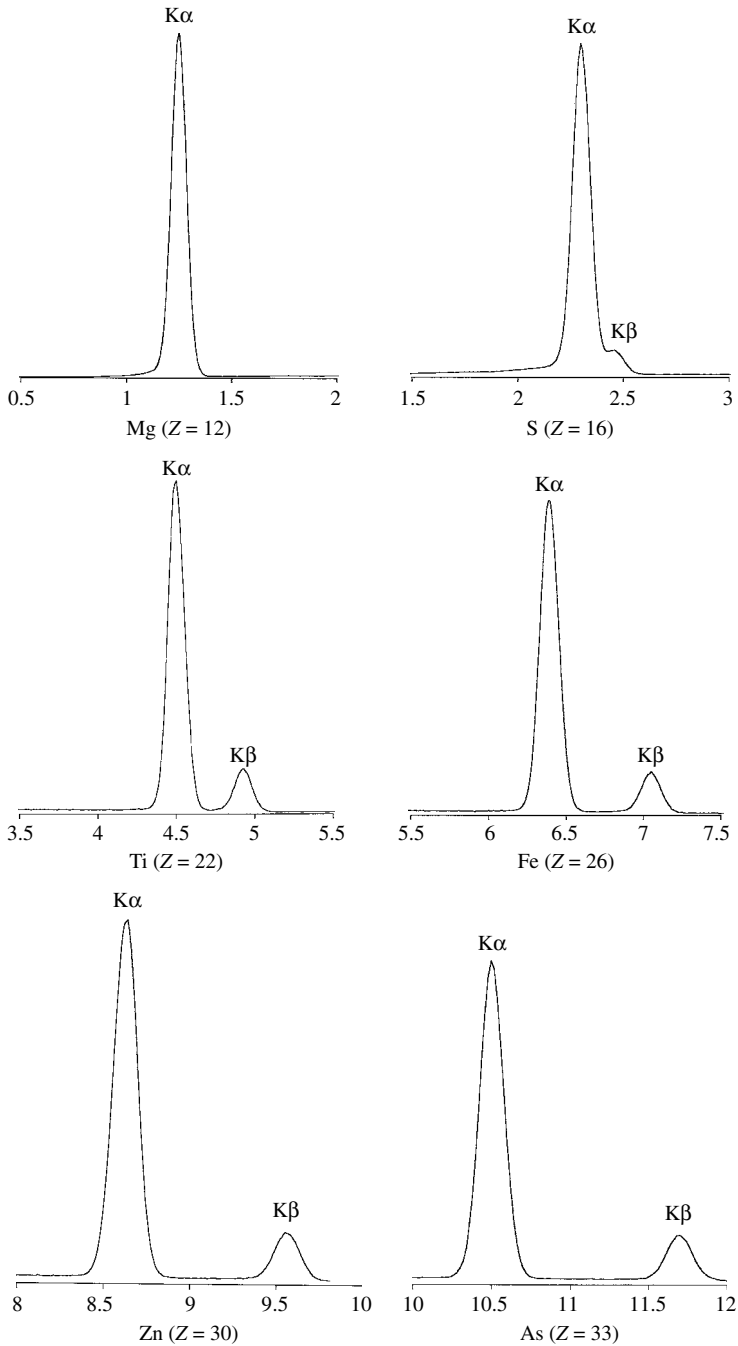 Kα
0.5 1 1.5 2
Mg (Z = 12)
Kα
Kβ
1.5 2 2.5 3
S (Z = 16)
Kα
Kβ
3.5 4 4.5 5 5.5
Ti (Z = 22)
Kα
Kβ
5.5 6 6.5 7 7.5
Fe (Z = 26)
Kα
Kβ
8 8.5 9 9.5 10
Zn (Z = 30)
Kα
Kβ
10 10.5 11 11.5 12
As (Z = 33)